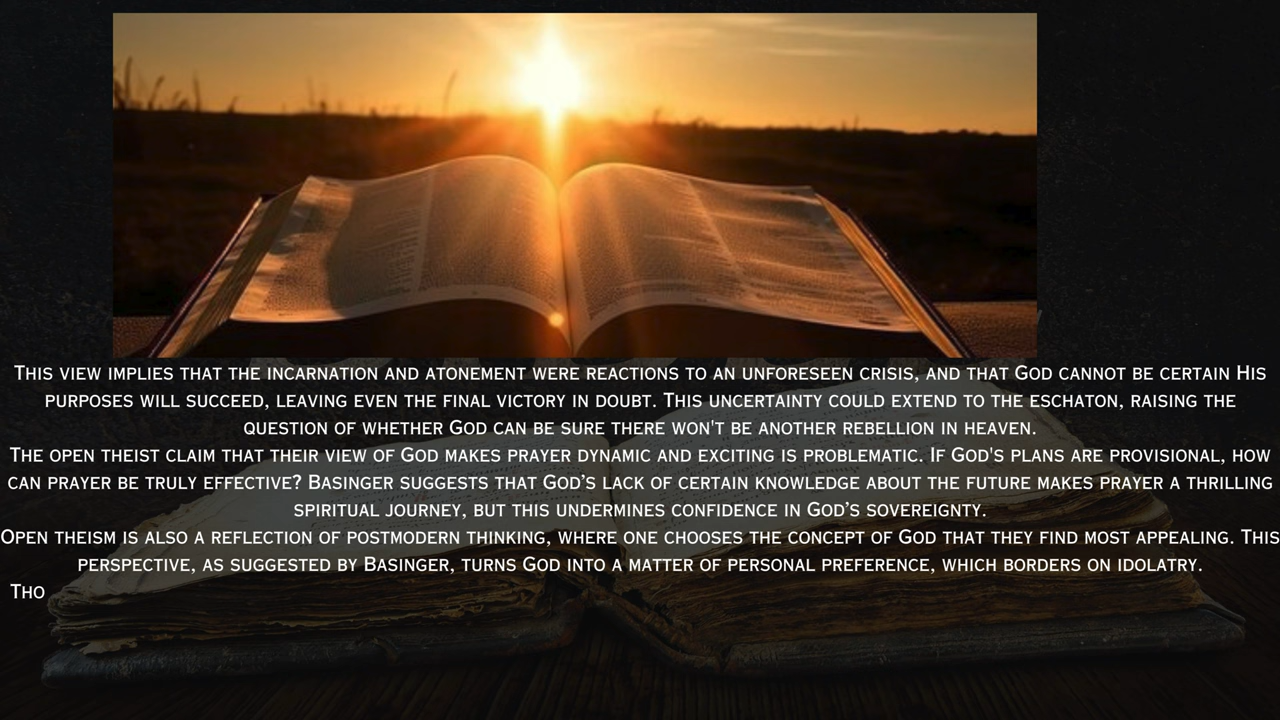 This view implies that the incarnation and atonement were reactions to an unforeseen crisis, and that God cannot be certain His
purposes will succeed, leaving even the final victory in doubt. This uncertainty could extend to the eschaton, raising the
question of whether God can be sure there won't be another rebellion in heaven.
The open theist claim that their view of God makes prayer dynamic and exciting is problematic. If God's plans are provisional, how
can prayer be truly effective? Basinger suggests that God’s lack of certain knowledge about the future makes prayer a thrilling
spiritual journey, but this undermines confidence in God’s sovereignty.
Open theism is also a reflection of postmodern thinking, where one chooses the concept of God that they find most appealing. This
perspective, as suggested by Basinger, turns God into a matter of personal preference, which borders on idolatry.
Tho